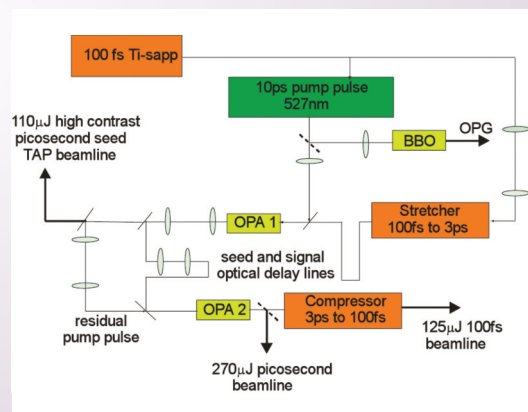 100 fs Ti-sapp
10ps pump pulse
527nm
110µJ high contrast
picosecond seed
TAP beamline
BBO
OPG
OPA 1
Stretcher
100fs to 3ps
seed and signal
optical delay lines
residual
pump pulse
OPA 2
Compressor
3ps to 100fs
125µJ 100fs
beamline
270µJ picosecond
beamline